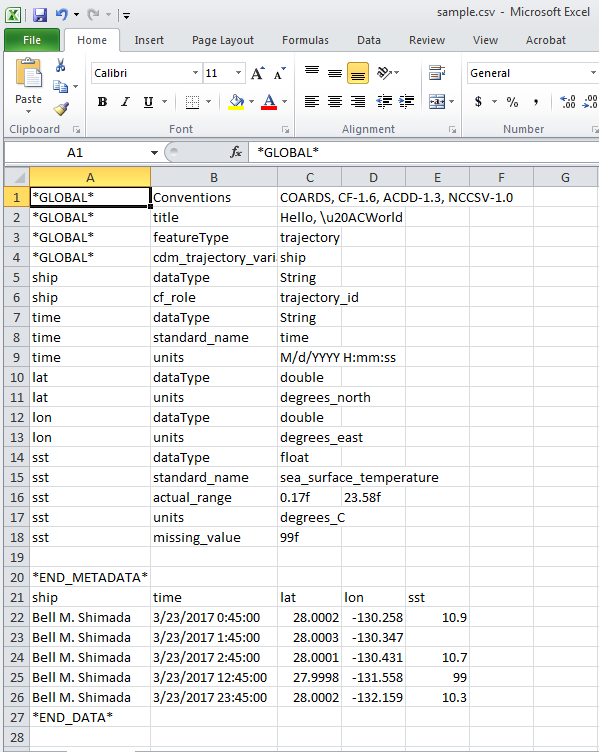 sample.csv - Microsoft Excel
File Home Insert Page Layout Formulas Data Review View Acrobat
Calibri 11 A A General
Paste B I U A $ % , .0 .00 .00 .0
Clipboard Font Alignment Number
A1 fx *GLOBAL*
A B C D E F G
1 *GLOBAL* Conventions COARDS, CF-1.6, ACDD-1.3, NCCSV-1.0
2 *GLOBAL* title Hello, \u20ACWorld
3 *GLOBAL* featureType trajectory
4 *GLOBAL* cdm_trajectory_vari ship
5 ship dataType String
6 ship cf_role trajectory_id
7 time dataType String
8 time standard_name time
9 time units M/d/YYYY H:mm:ss
10 lat dataType double
11 lat units degrees_north
12 lon dataType double
13 lon units degrees_east
14 sst dataType float
15 sst standard_name sea_surface_temperature
16 sst actual_range 0.17f 23.58f
17 sst units degrees_C
18 sst missing_value 99f
19
20 *END_METADATA*
21 ship time lat lon sst
22 Bell M. Shimada 3/23/2017 0:45:00 28.0002 -130.258 10.9
23 Bell M. Shimada 3/23/2017 1:45:00 28.0003 -130.347
24 Bell M. Shimada 3/23/2017 2:45:00 28.0001 -130.431 10.7
25 Bell M. Shimada 3/23/2017 12:45:00 27.9998 -131.558 99
26 Bell M. Shimada 3/23/2017 23:45:00 28.0002 -132.159 10.3
27 *END_DATA*
28